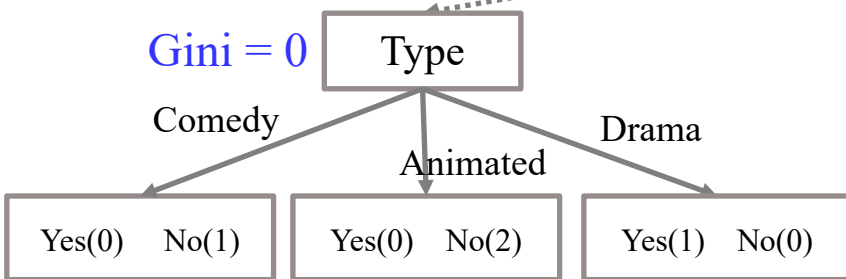 Gini = 0
Type
Comedy
Animated
Drama
Yes(0) No(1)
Yes(0) No(2)
Yes(1) No(0)